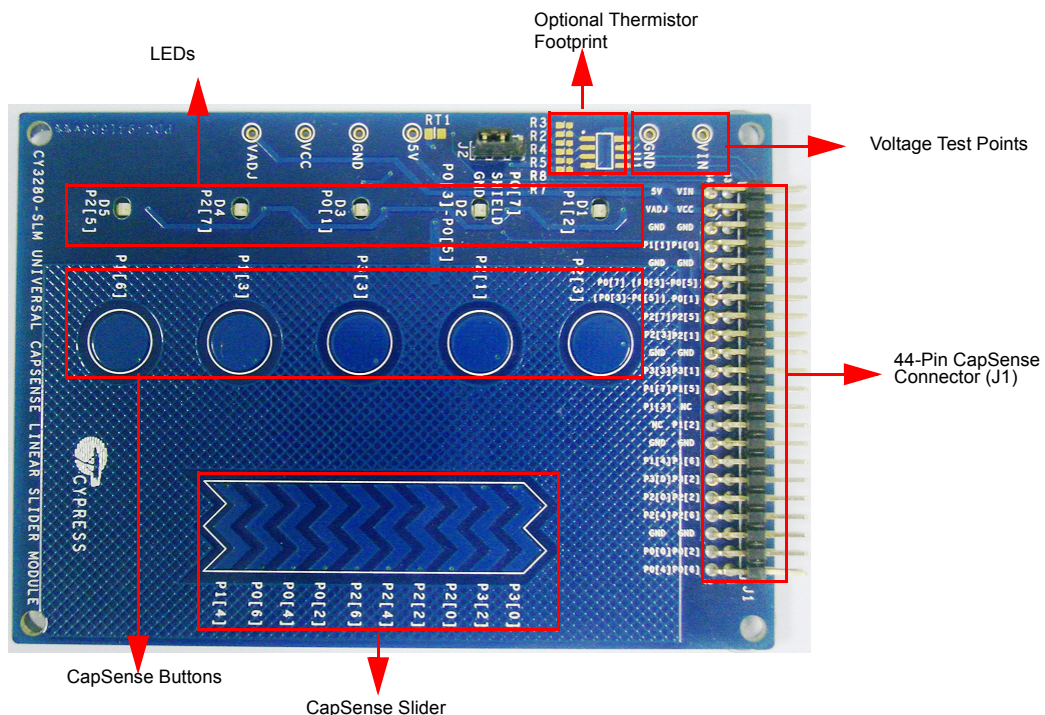 Optional Thermistor
Footprint
LEDs
Voltage Test Points
44-Pin CapSense
Connector (J1)
CapSense Buttons
CapSense Slider
CY3280-SLM UNIVERSAL CAPSENSE LINEAR SLIDER MODULE
CYPRESS
VADJ
VCC
GND
5V
RT1
J2
R3
R2
R4
R5
R8
R7
U1
GND
VIN
P0[7]
SHIELD
GND
P0[3]-P0[5]
D5
P2[5]
D4
P2[7]
D3
P0[1]
D2
D1
P1[2]
P1[6]
P1[3]
P3[3]
P2[1]
P2[3]
5V VIN
VADJ VCC
GND GND
P1[1] P1[0]
GND GND
P0[7] (P0[3]-P0[5]
(P0[3]-P0[5]) P0[1]
P2[7] P2[5]
P2[3] P2[1]
GND GND
P3[3] P3[1]
P1[7] P1[5]
P1[3] NC
NC P1[2]
GND GND
P1[4] P1[6]
P3[0] P3[2]
P2[0] P2[2]
P2[4] P2[6]
GND GND
P0[0] P0[2]
P0[4] P0[6]
J1
P1[4]
P0[6]
P0[4]
P0[2]
P2[6]
P2[4]
P2[2]
P2[0]
P3[2]
P3[0]